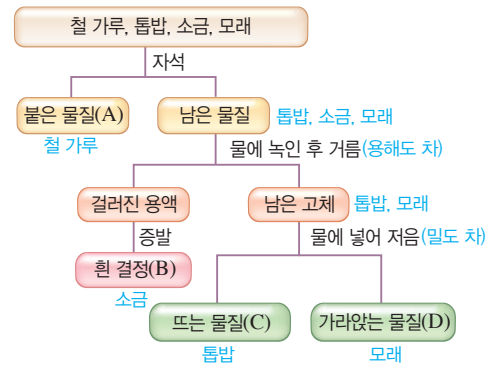 철 가루, 톱밥, 소금, 모래
자석
붙은 물질(A)
남은 물질
톱밥, 소금, 모래
철 가루
물에 녹인 후 거름(용해도 차)
걸러진 용액
남은 고체
톱밥, 모래
증발
물에 넣어 저음(밀도 차)
흰 결정(B)
소금
뜨는 물질(C)
가라앉는 물질(D)
톱밥
모래